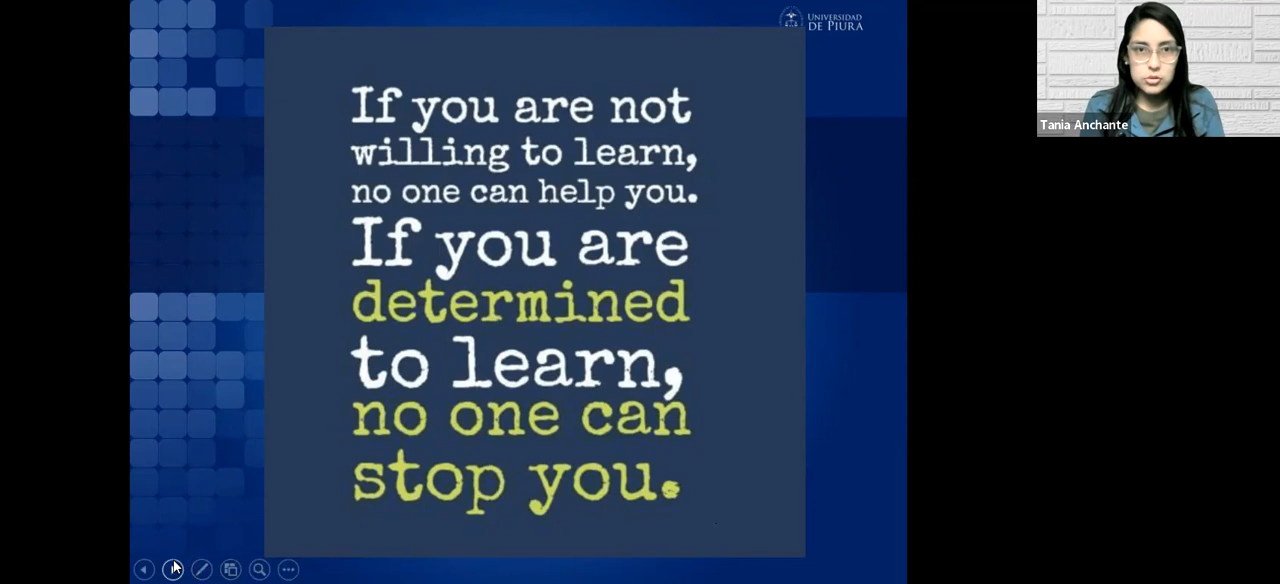 UNIVERSIDAD
DE PIURA
If you are not
willing to learn,
no one can help you.
If you are
determined
to learn,
no one can
stop you.
Tania Anchante